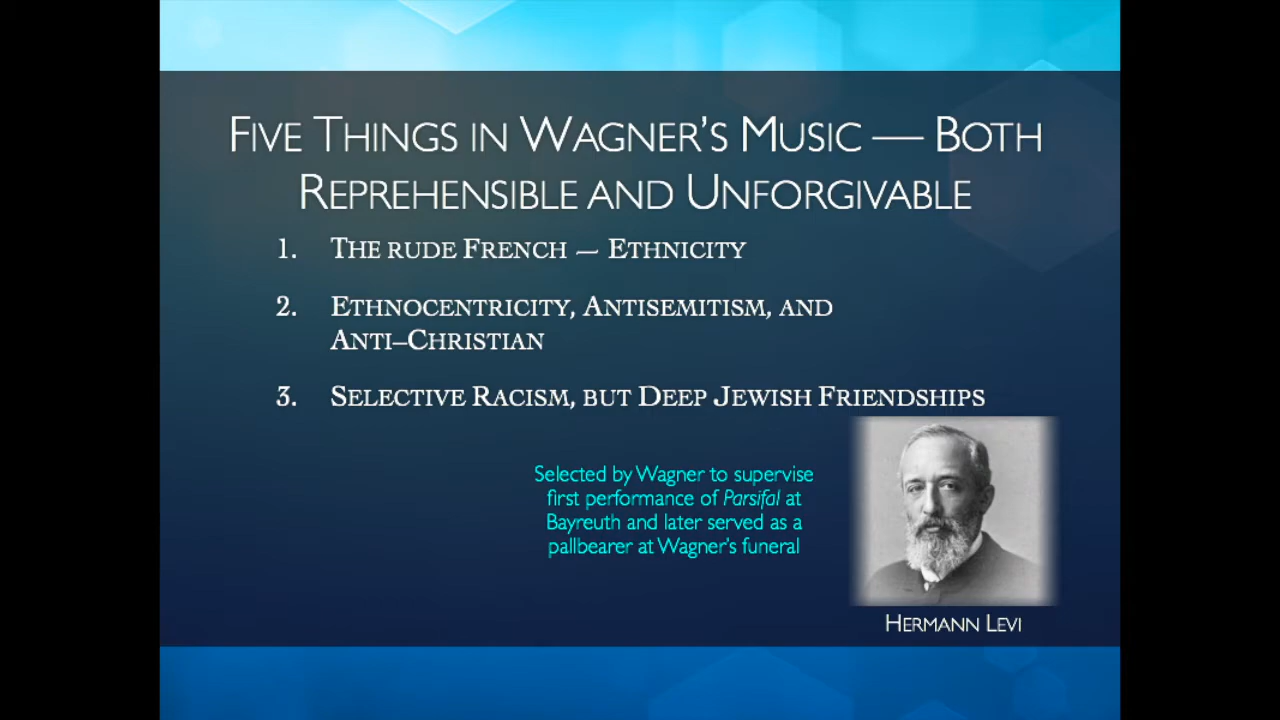 Five Things in Wagner's Music — Both
Reprehensible and Unforgivable
1. The rude French — Ethnicity
2. Ethnocentricity, Antisemitism, and
Anti–Christian
3. Selective Racism, but Deep Jewish Friendships
Selected by Wagner to supervise
first performance of Parsifal at
Bayreuth and later served as a
pallbearer at Wagner's funeral
Hermann Levi